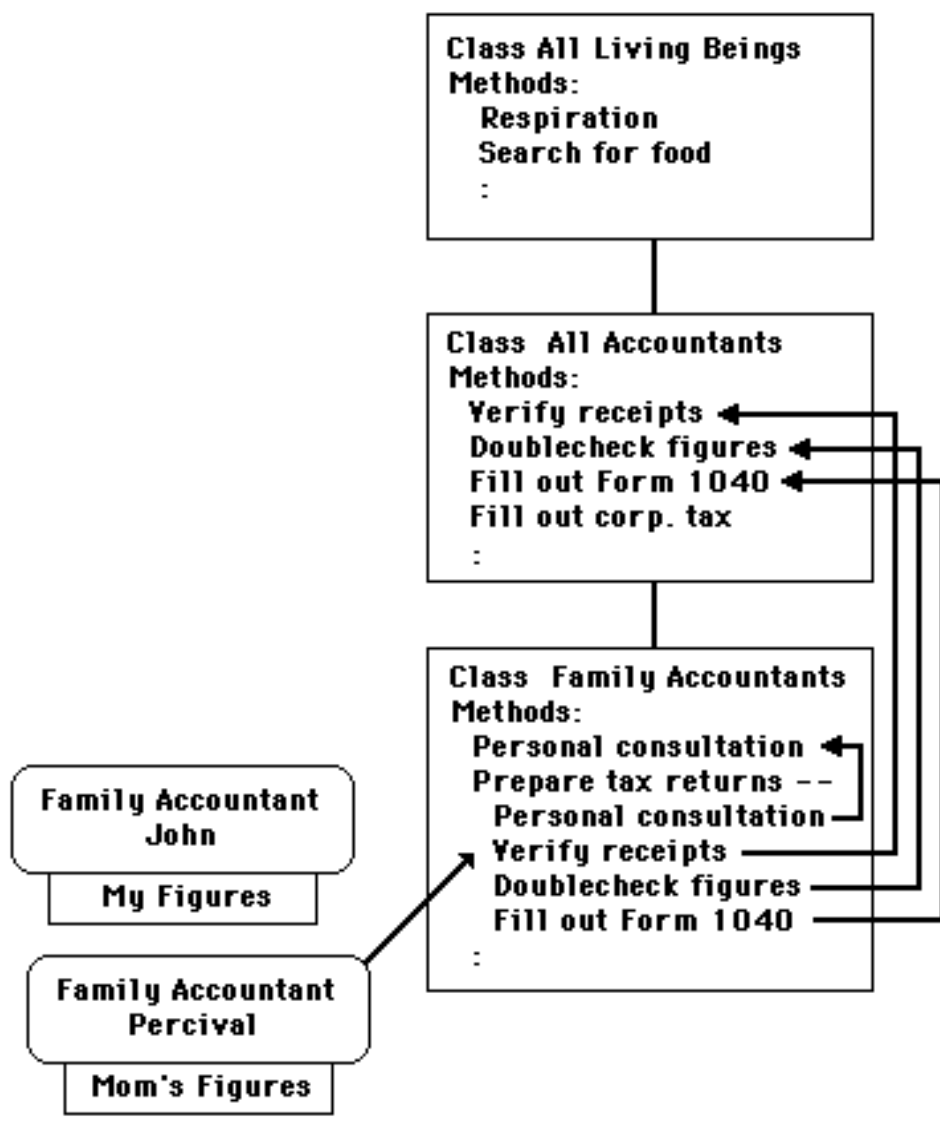 Class All Living Beings
Methods:
Respiration
Search for food
:
Class All Accountants
Methods:
Verify receipts
Doublecheck figures
Fill out Form 1040
Fill out corp. tax
:
Class Family Accountants
Methods:
Personal consultation
Prepare tax returns --
Personal consultation
Verify receipts
Doublecheck figures
Fill out Form 1040
:
Family Accountant
John
My Figures
Family Accountant
Percival
Mom's Figures